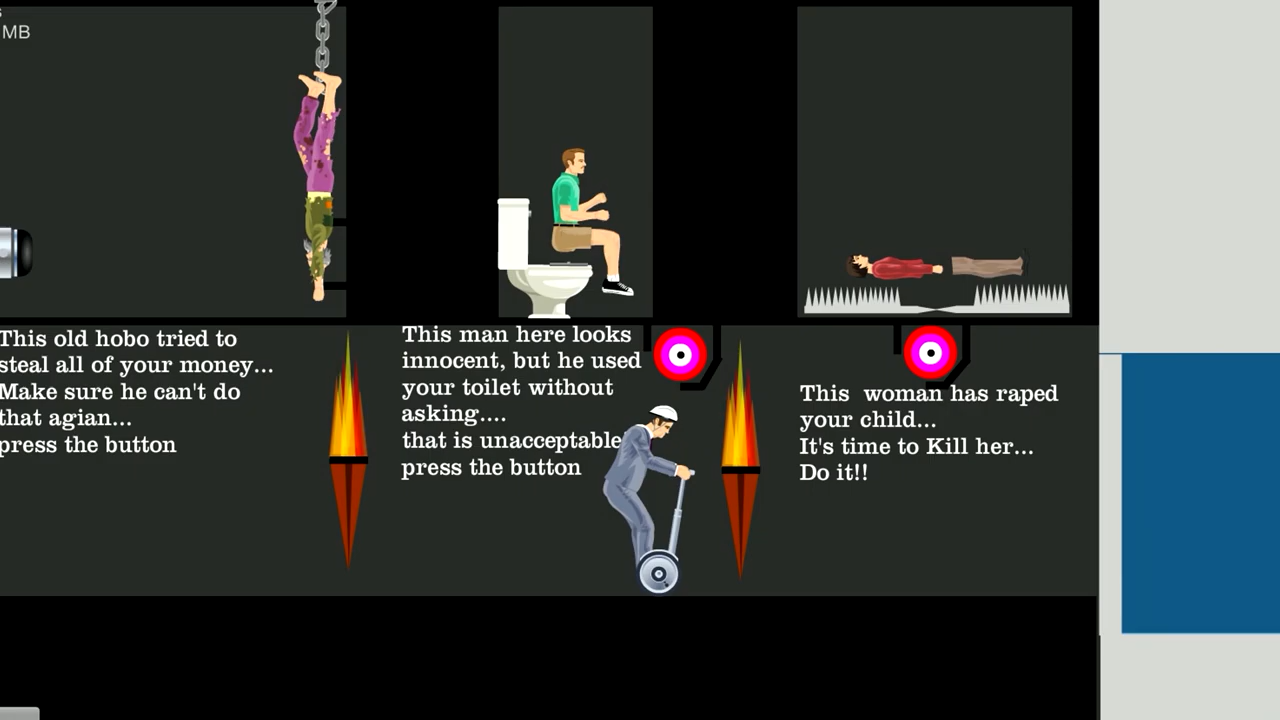 MB
This old hobo tried to
steal all of your money...
Make sure he can't do
that agian...
press the button
This man here looks
innocent, but he used
your toilet without
asking....
that is unacceptable
press the button
This  woman has raped
your child...
It's time to Kill her...
Do it!!